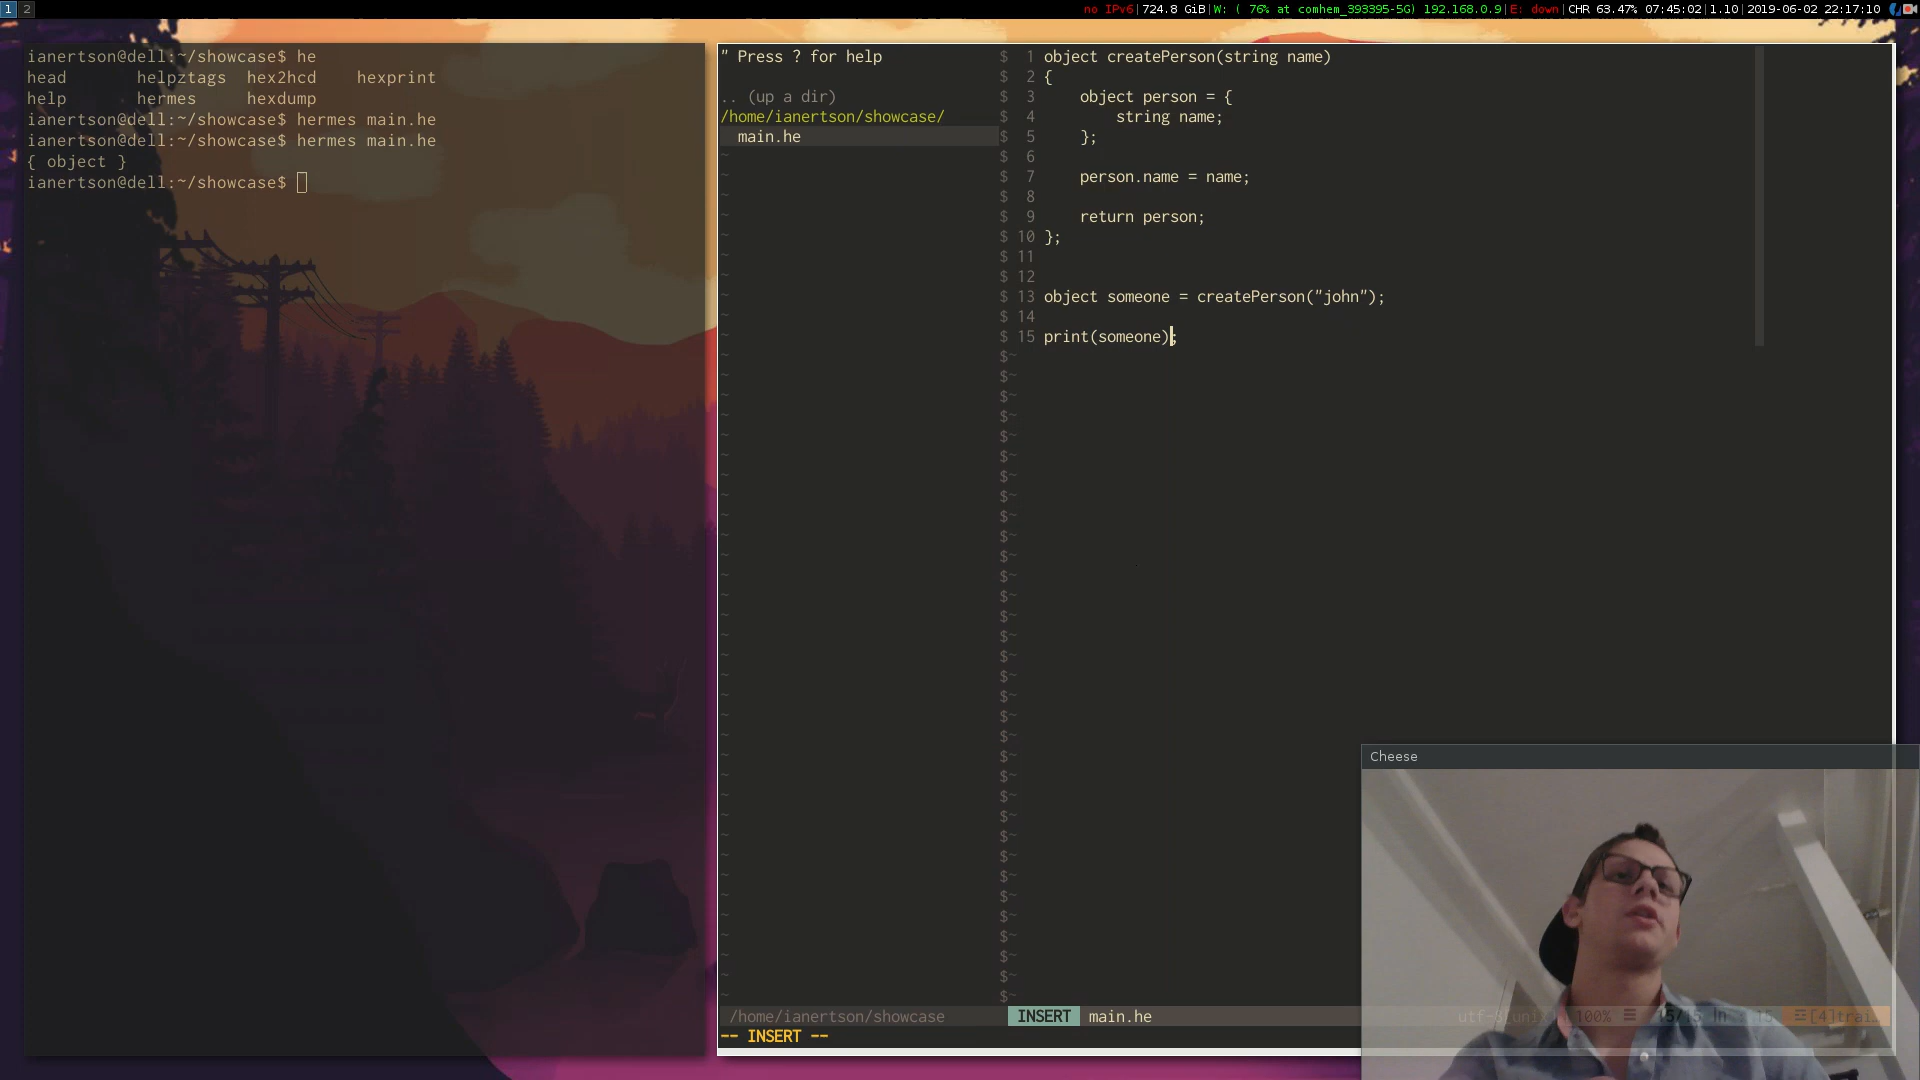 1 2 no IPv6|724.8 GiB|W: ( 76% at comhem_393395-5G) 192.168.0.9|E: down|CHR 63.47% 07:45:02|1.10|2019-06-02 22:17:10
ianertson@dell:~/showcase$ he
head helpztags hex2hcd hexprint
help hermes hexdump
ianertson@dell:~/showcase$ hermes main.he
ianertson@dell:~/showcase$ hermes main.he
{ object }
ianertson@dell:~/showcase$
" Press ? for help
.. (up a dir)
/home/ianertson/showcase/
main.he
$ 1 object createPerson(string name)
$ 2 {
$ 3 object person = {
$ 4 string name;
$ 5 };
$ 6
$ 7 person.name = name;
$ 8
$ 9 return person;
$ 10 };
$ 11
$ 12
$ 13 object someone = createPerson("john");
$ 14
$ 15 print(someone);
Cheese
/home/ianertson/showcase INSERT main.he 100%
-- INSERT --